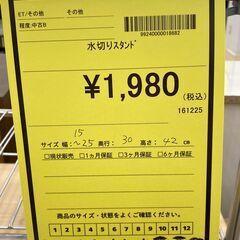 ET/その他 その他
程度:中古B
99240000018682
水切りスタンド
¥1,980(税込)
161225
15
サイズ 幅:~25 奥行:30 高さ:42 cm
□現状販売 □1ヵ月保証 □3ヶ月保証 □6ヶ月保証
商品のサイズ・状態をよくご確認ください。
1 2 3 4 5 6 7 8 9 10 11 12